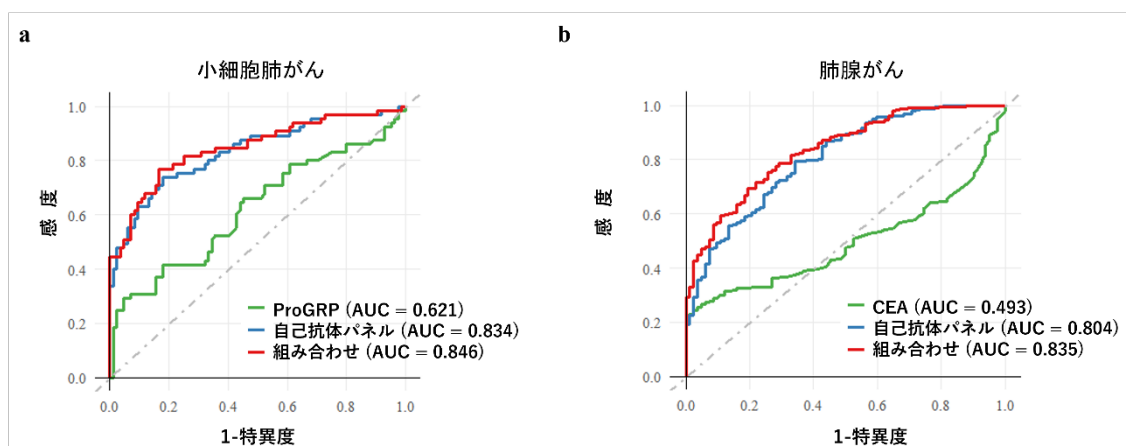 a
小細胞肺がん
1.0
0.8
0.6
0.4
0.2
0.0
感 度
ProGRP (AUC = 0.621)
自己抗体パネル (AUC = 0.834)
組み合わせ (AUC = 0.846)
0.0 0.2 0.4 0.6 0.8 1.0
1-特異度
b
肺腺がん
1.0
0.8
0.6
0.4
0.2
0.0
感 度
CEA (AUC = 0.493)
自己抗体パネル (AUC = 0.804)
組み合わせ (AUC = 0.835)
0.0 0.2 0.4 0.6 0.8 1.0
1-特異度